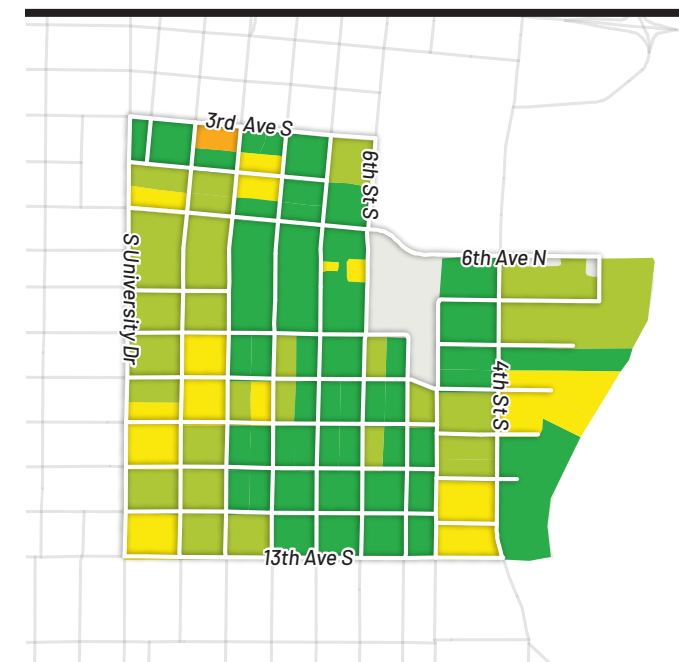 3rd Ave S
6th St S
S University Dr
6th Ave N
4th St S
13th Ave S